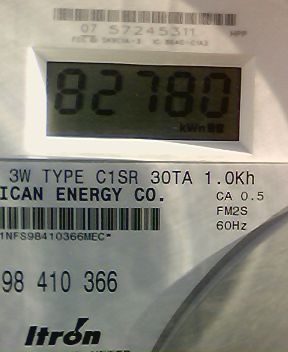 07 57245311 HPP
82780
kWh
3W TYPE C1SR 30TA 1.0Kh
ICAN ENERGY CO.
CA 0.5
FM2S
60Hz
1NFS98410366MEC*
98 410 366
Itron